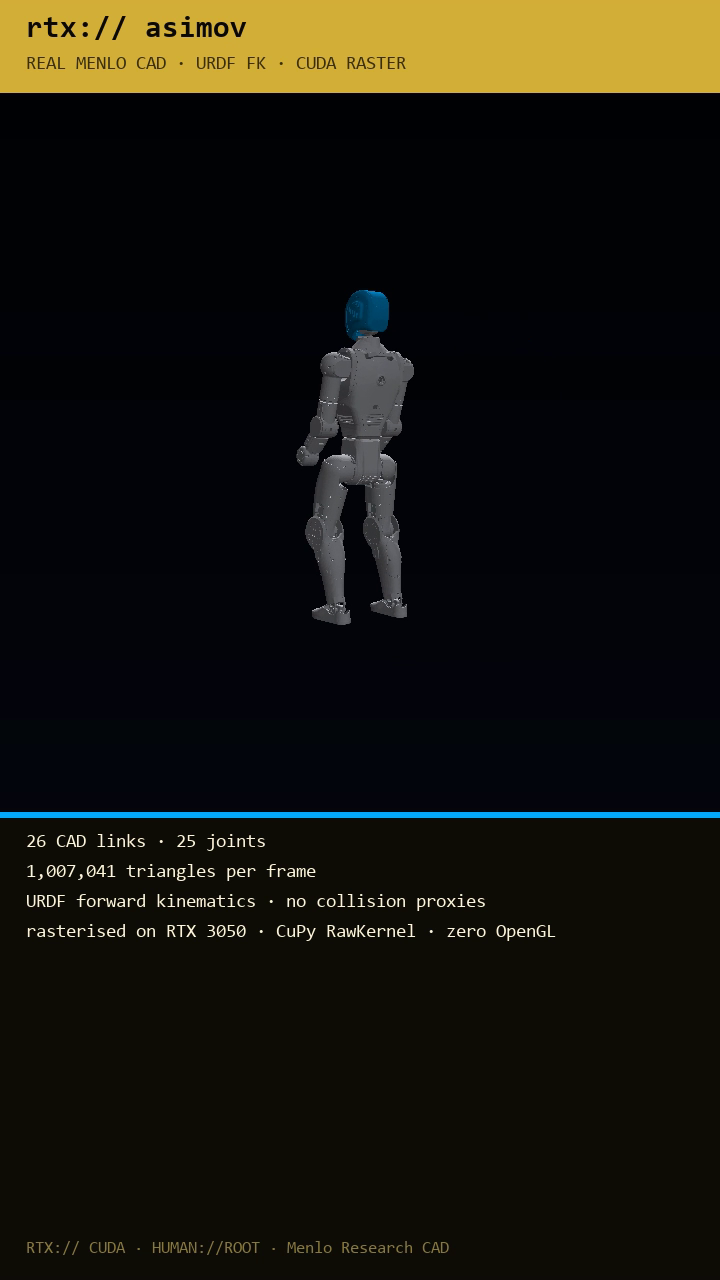 rtx:// asimov
REAL MENLO CAD · URDF FK · CUDA RASTER
26 CAD links · 25 joints
1,007,041 triangles per frame
URDF forward kinematics · no collision proxies
rasterised on RTX 3050 · CuPy RawKernel · zero OpenGL
RTX:// CUDA · HUMAN://ROOT · Menlo Research CAD